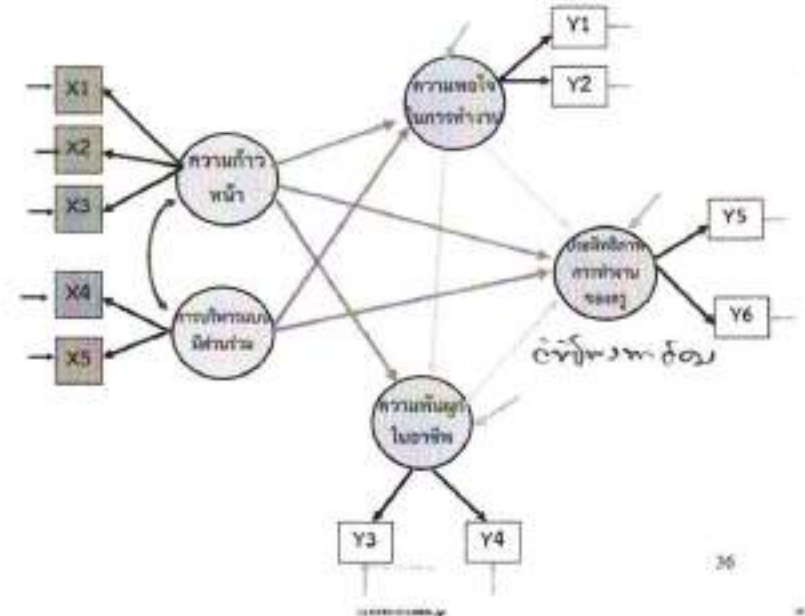 Y1
X1
ความพอใจ
ในการทำงาน
Y2
X2
ความก้าว
หน้า
X3
Y5
ประสิทธิภาพ
การทำงาน
ของครู
X4
การบริหารแบบ
มีส่วนร่วม
Y6
X5
ความผูกพัน
ในอาชีพ
Y3
Y4
36